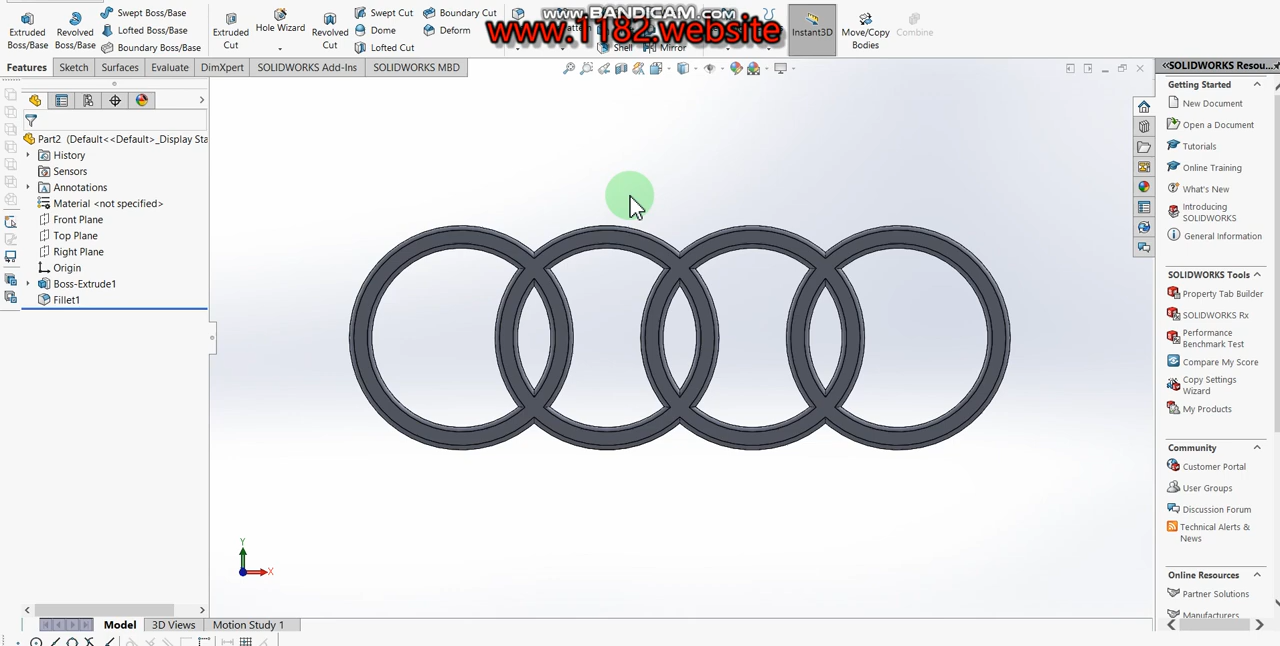 www.BANDICAM.com
www.1182.website
Extruded Boss/Base
Revolved Boss/Base
Swept Boss/Base
Lofted Boss/Base
Boundary Boss/Base
Extruded Cut
Hole Wizard
Revolved Cut
Swept Cut
Dome
Lofted Cut
Boundary Cut
Deform
Shell
Mirror
Instant3D
Move/Copy Bodies
Combine
Features
Sketch
Surfaces
Evaluate
DimXpert
SOLIDWORKS Add-Ins
SOLIDWORKS MBD
Part2 (Default<<Default>_Display Sta
History
Sensors
Annotations
Material <not specified>
Front Plane
Top Plane
Right Plane
Origin
Boss-Extrude1
Fillet1
Y
X
Model
3D Views
Motion Study 1
SOLIDWORKS Resou...
Getting Started
New Document
Open a Document
Tutorials
Online Training
What's New
Introducing
SOLIDWORKS
General Information
SOLIDWORKS Tools
Property Tab Builder
SOLIDWORKS Rx
Performance
Benchmark Test
Compare My Score
Copy Settings
Wizard
My Products
Community
Customer Portal
User Groups
Discussion Forum
Technical Alerts &
News
Online Resources
Partner Solutions
Manufacturers